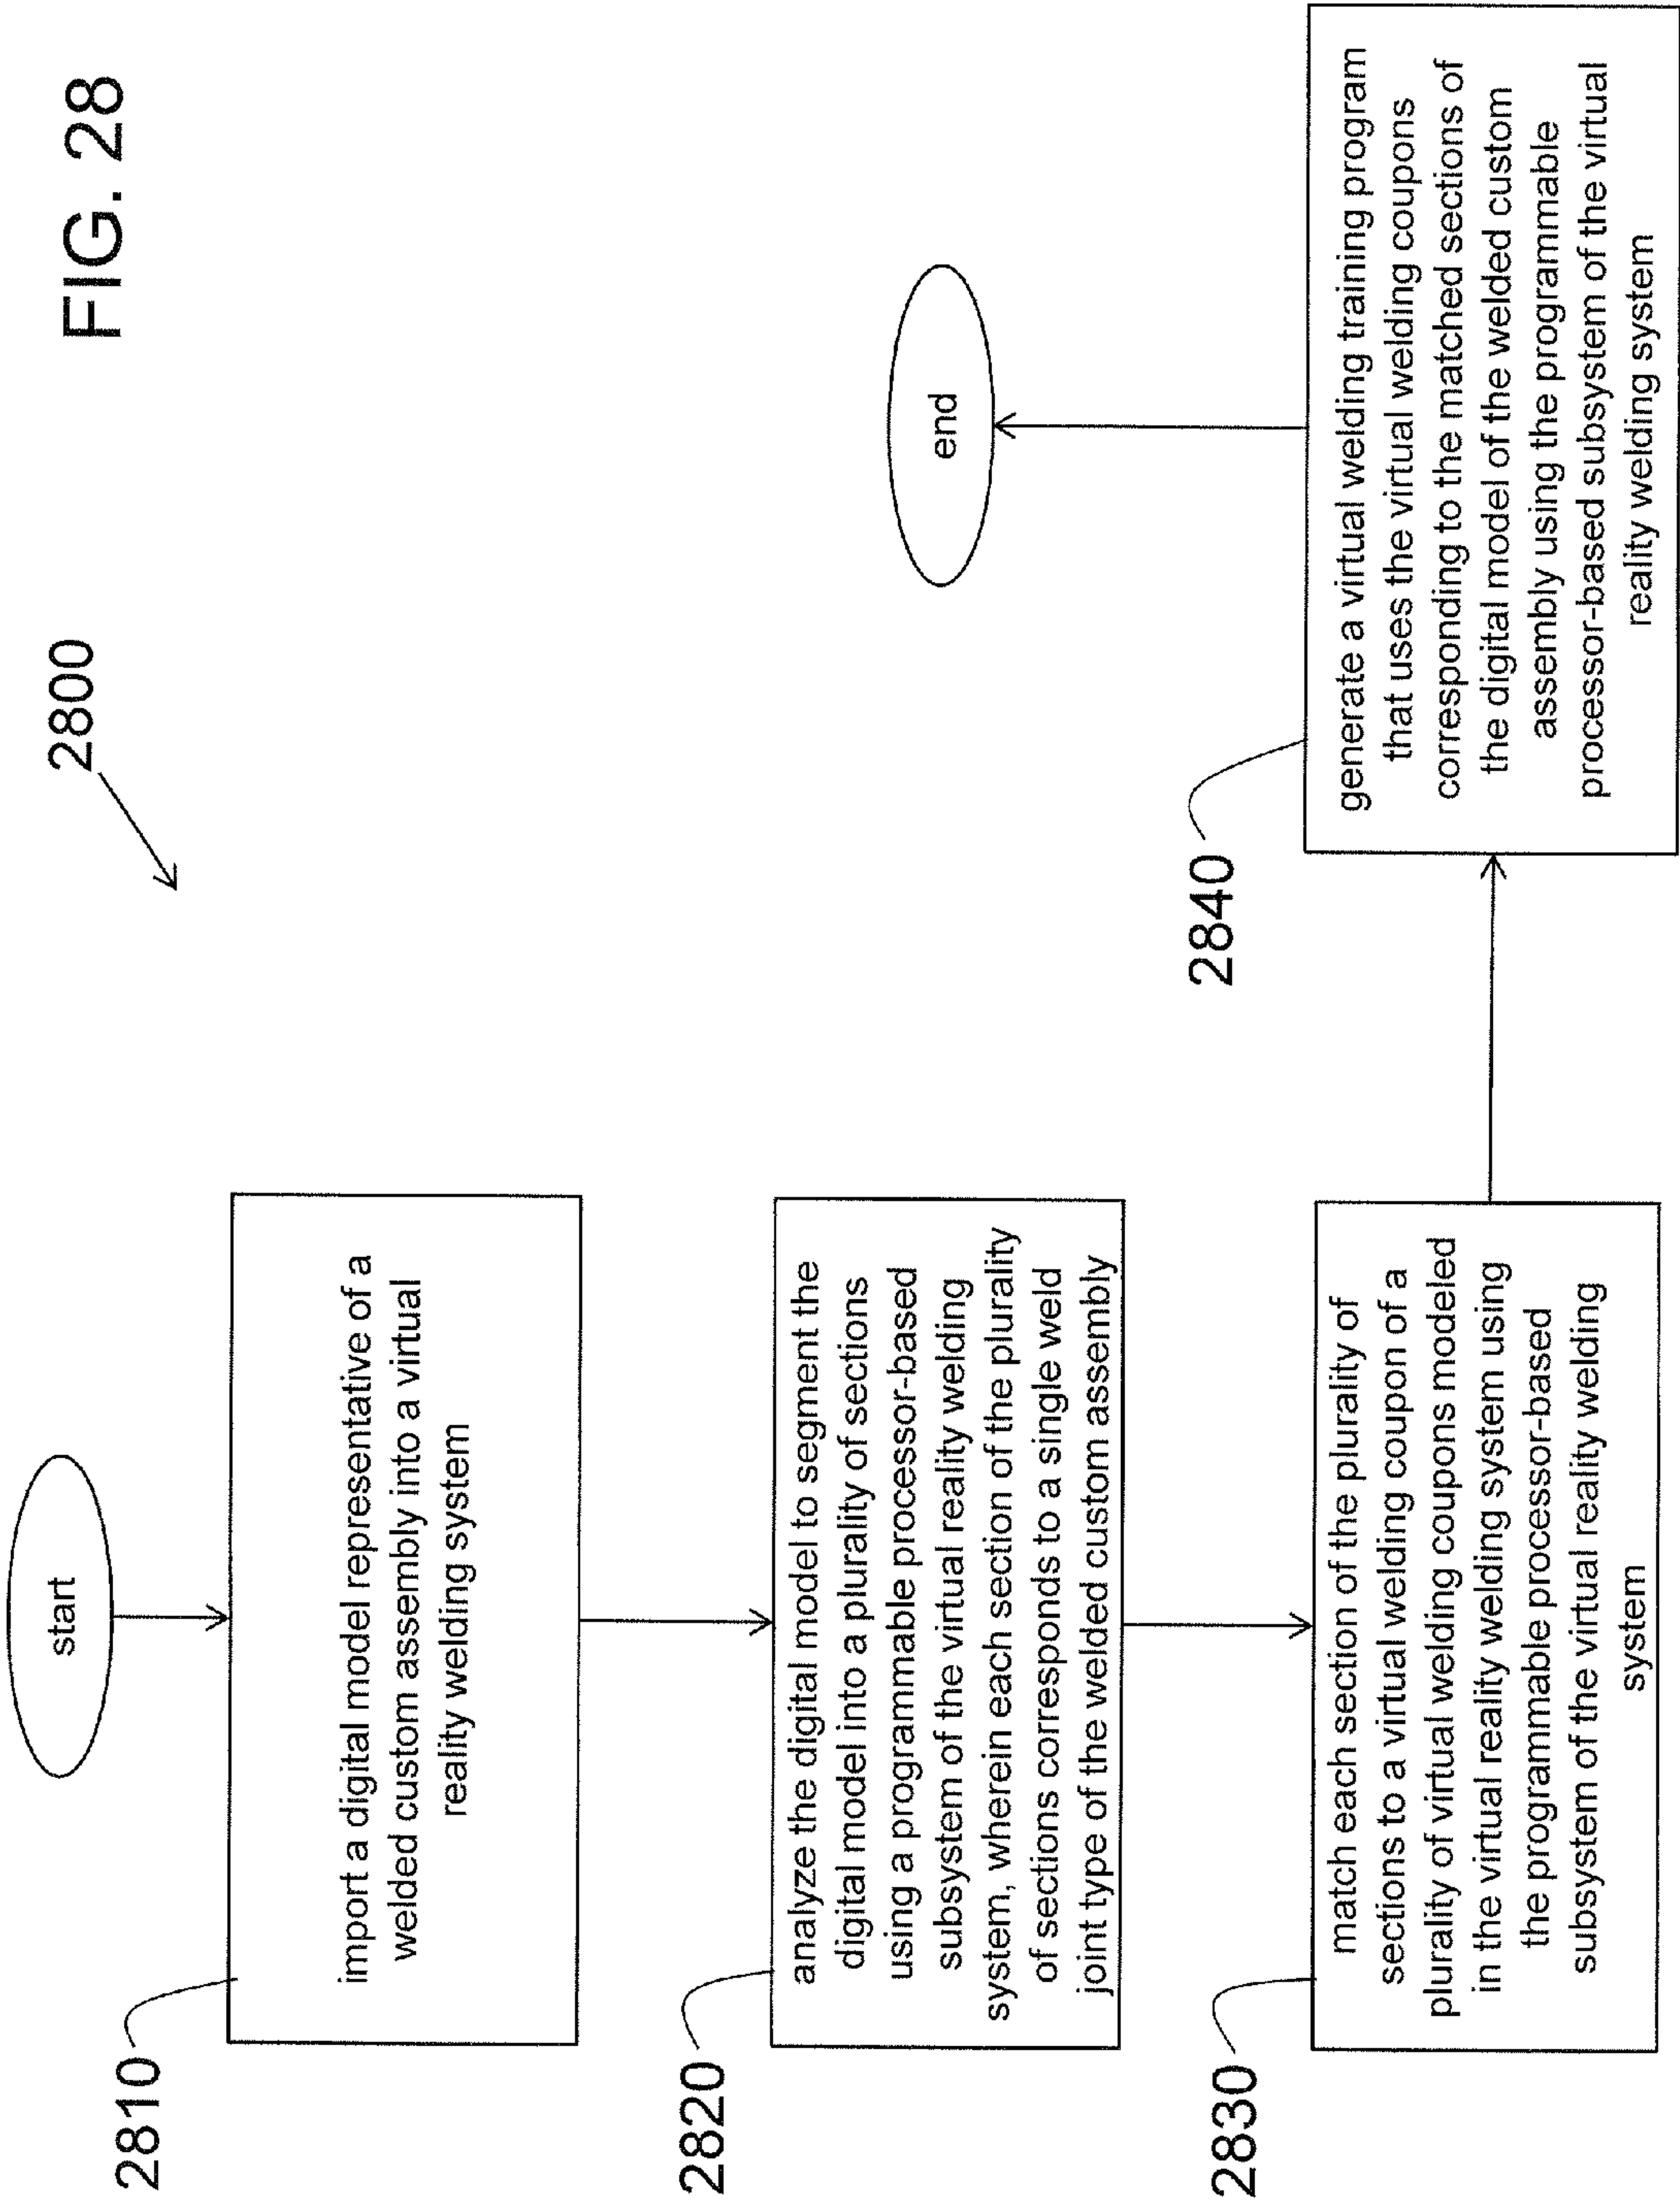 FIG. 28
2800
start
2810
import a digital model representative of a
welded custom assembly into a virtual
reality welding system
2820
analyze the digital model to segment the
digital model into a plurality of sections
using a programmable processor-based
subsystem of the virtual reality welding
system, wherein each section of the plurality
of sections corresponds to a single weld
joint type of the welded custom assembly
2830
match each section of the plurality of
sections to a virtual welding coupon of a
plurality of virtual welding coupons modeled
in the virtual reality welding system using
the programmable processor-based
subsystem of the virtual reality welding
system
2840
generate a virtual welding training program
that uses the virtual welding coupons
corresponding to the matched sections of
the digital model of the welded custom
assembly using the programmable
processor-based subsystem of the virtual
reality welding system
end